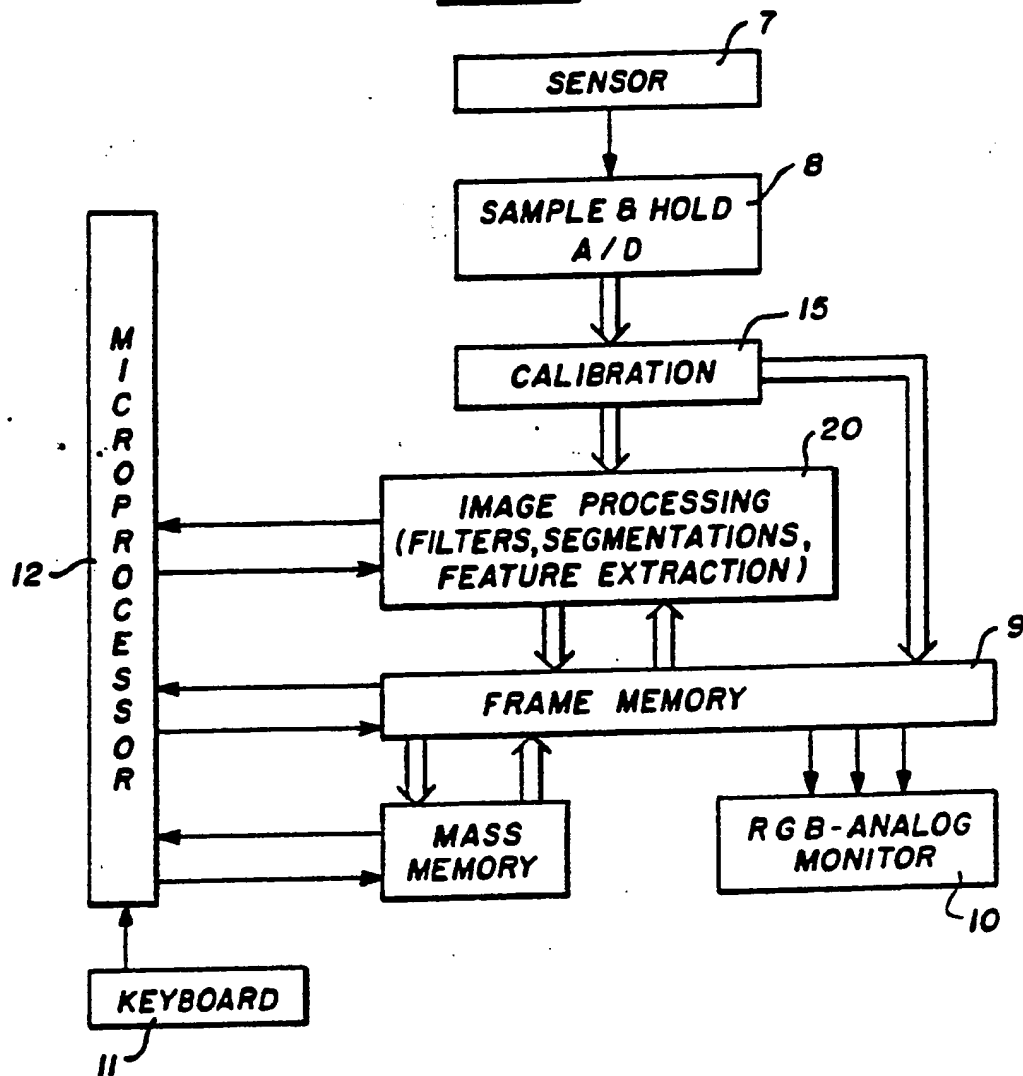 7
SENSOR
8
SAMPLE & HOLD
A/D
15
CALIBRATION
20
IMAGE PROCESSING
(FILTERS, SEGMENTATIONS,
FEATURE EXTRACTION)
MICROPROCESSOR
12
9
FRAME MEMORY
MASS
MEMORY
RGB-ANALOG
MONITOR
10
KEYBOARD
11